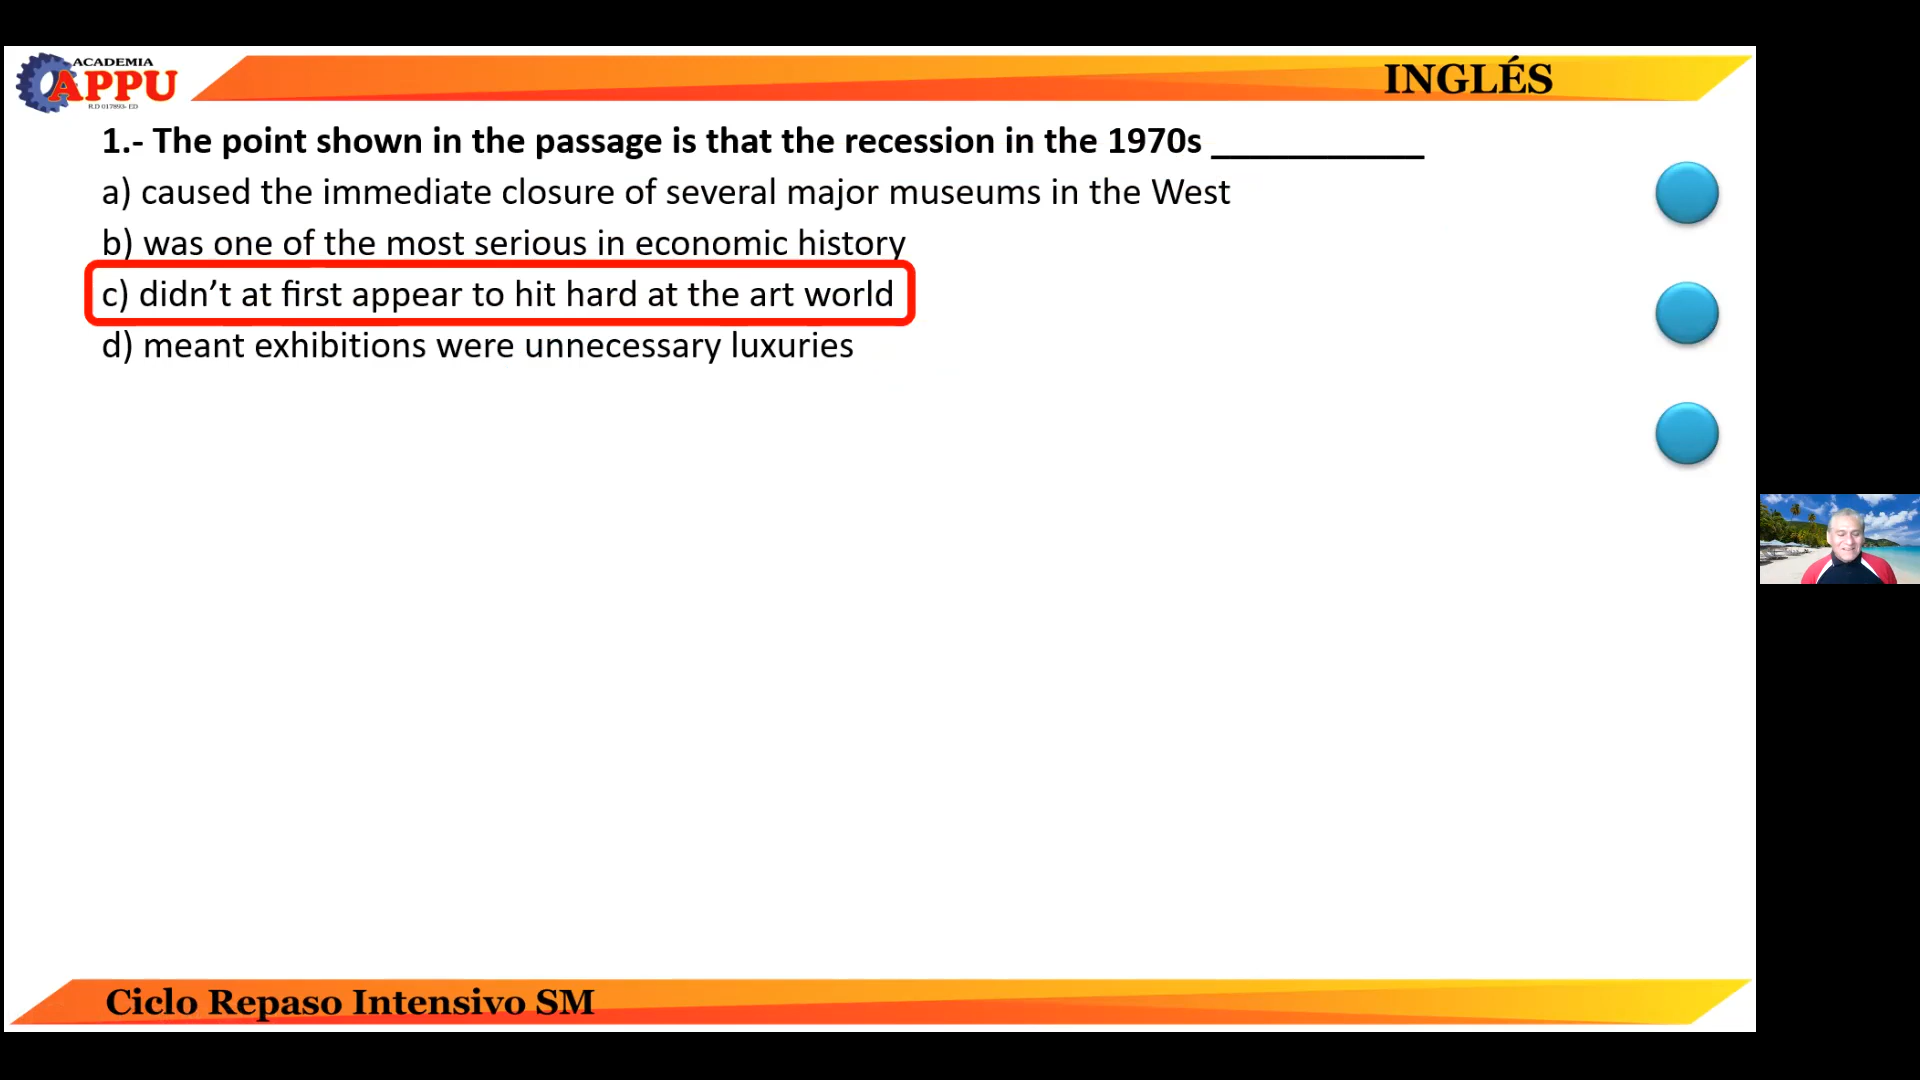 ACADEMIA
APPU
R.D 017893- ED
INGLÉS
1.- The point shown in the passage is that the recession in the 1970s ___________
a) caused the immediate closure of several major museums in the West
b) was one of the most serious in economic history
c) didn’t at first appear to hit hard at the art world
d) meant exhibitions were unnecessary luxuries
Ciclo Repaso Intensivo SM